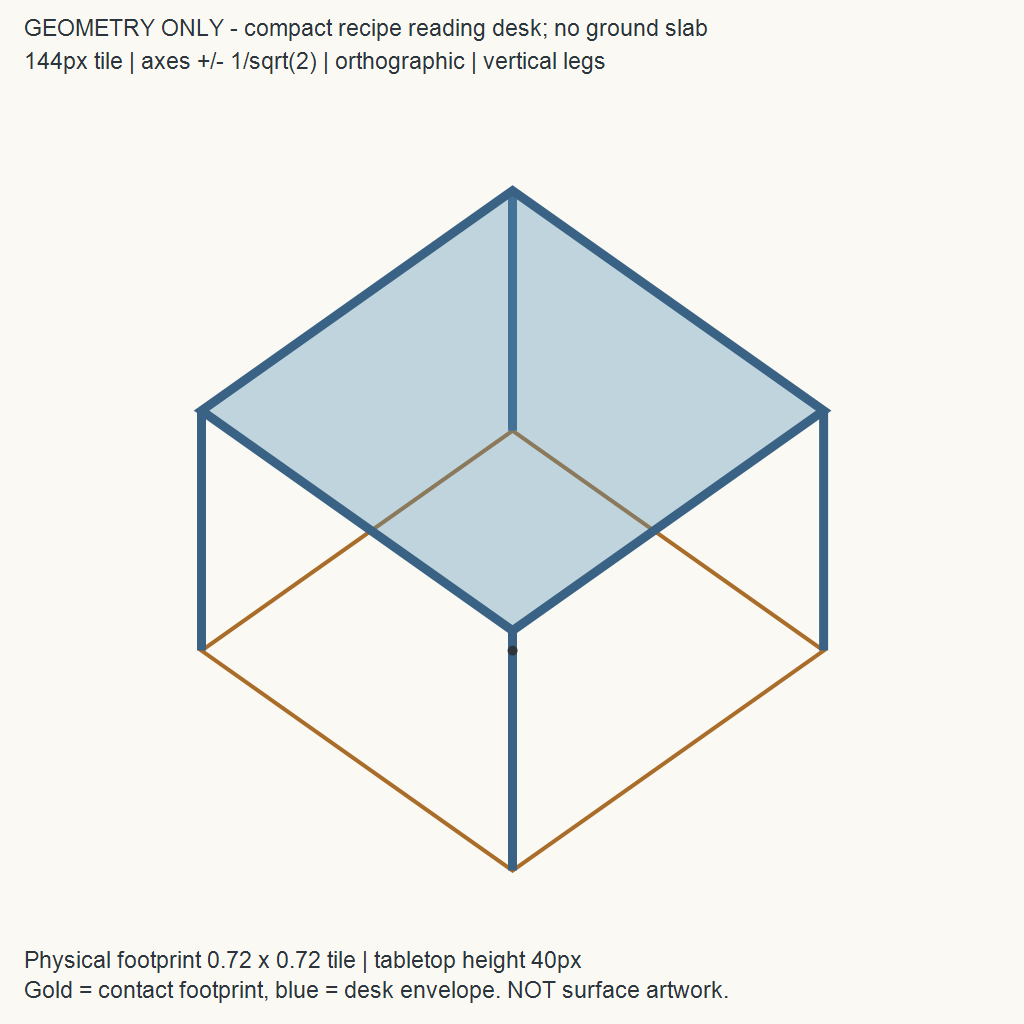 GEOMETRY ONLY - compact recipe reading desk; no ground slab
144px tile | axes +/- 1/sqrt(2) | orthographic | vertical legs
Physical footprint 0.72 x 0.72 tile | tabletop height 40px
Gold = contact footprint, blue = desk envelope. NOT surface artwork.